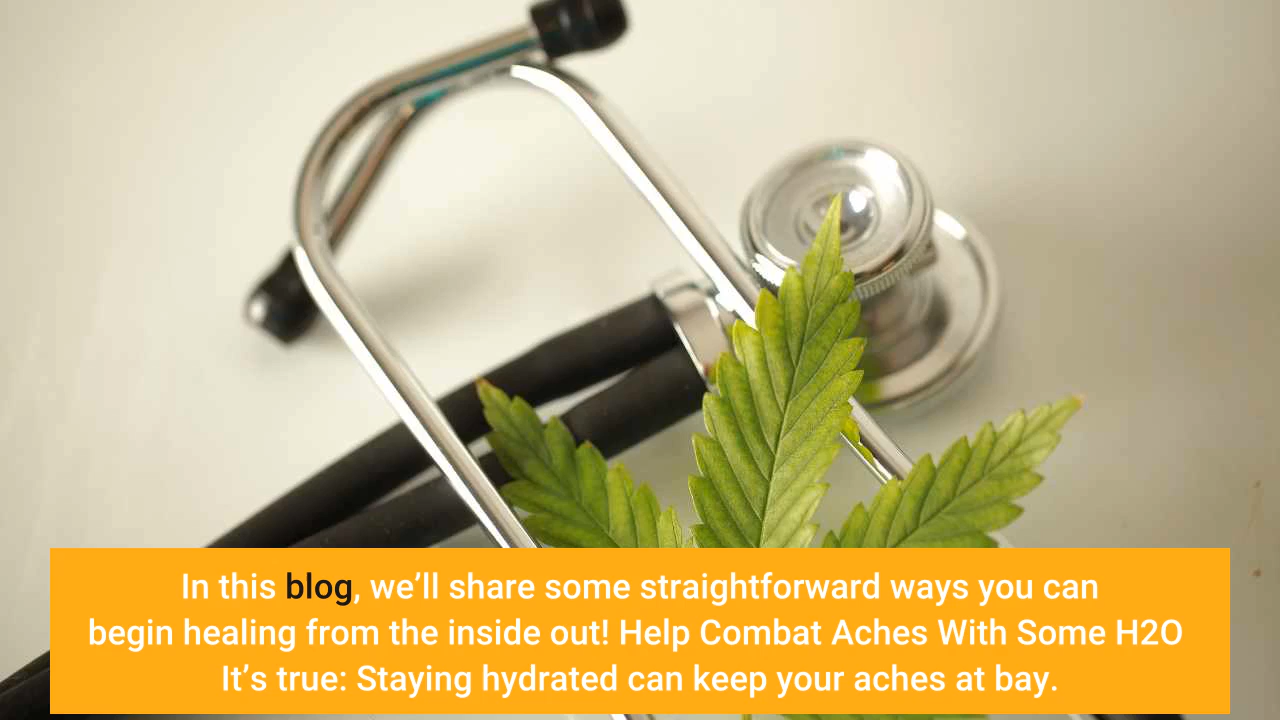 In this blog, we’ll share some straightforward ways you can
begin healing from the inside out! Help Combat Aches With Some H2O
It’s true: Staying hydrated can keep your aches at bay.